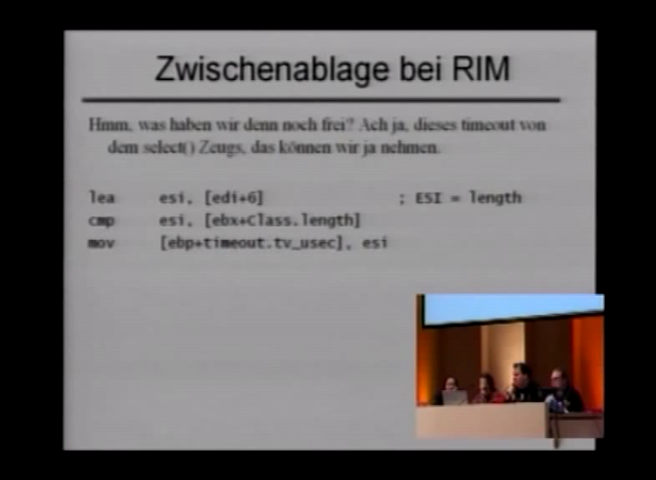 Zwischenablage bei RIM
Hmm, was haben wir denn noch frei? Ach ja, dieses timeout von
dem select() Zeugs, das können wir ja nehmen.
lea esi, [edi+6] ; ESI = length
cmp esi, [ebx+Class.length]
mov [ebp+timeout.tv_usec], esi